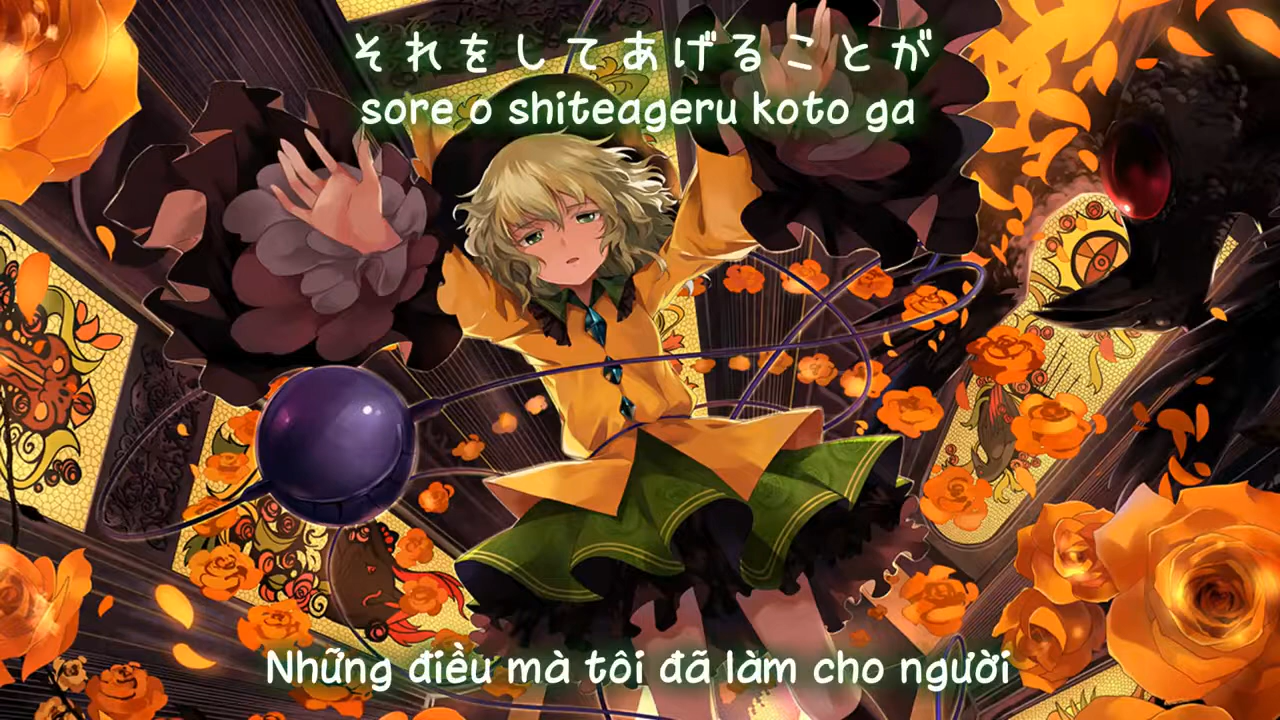 それをしてあげることが
sore o shiteageru koto ga
Những điều mà tôi đã làm cho người